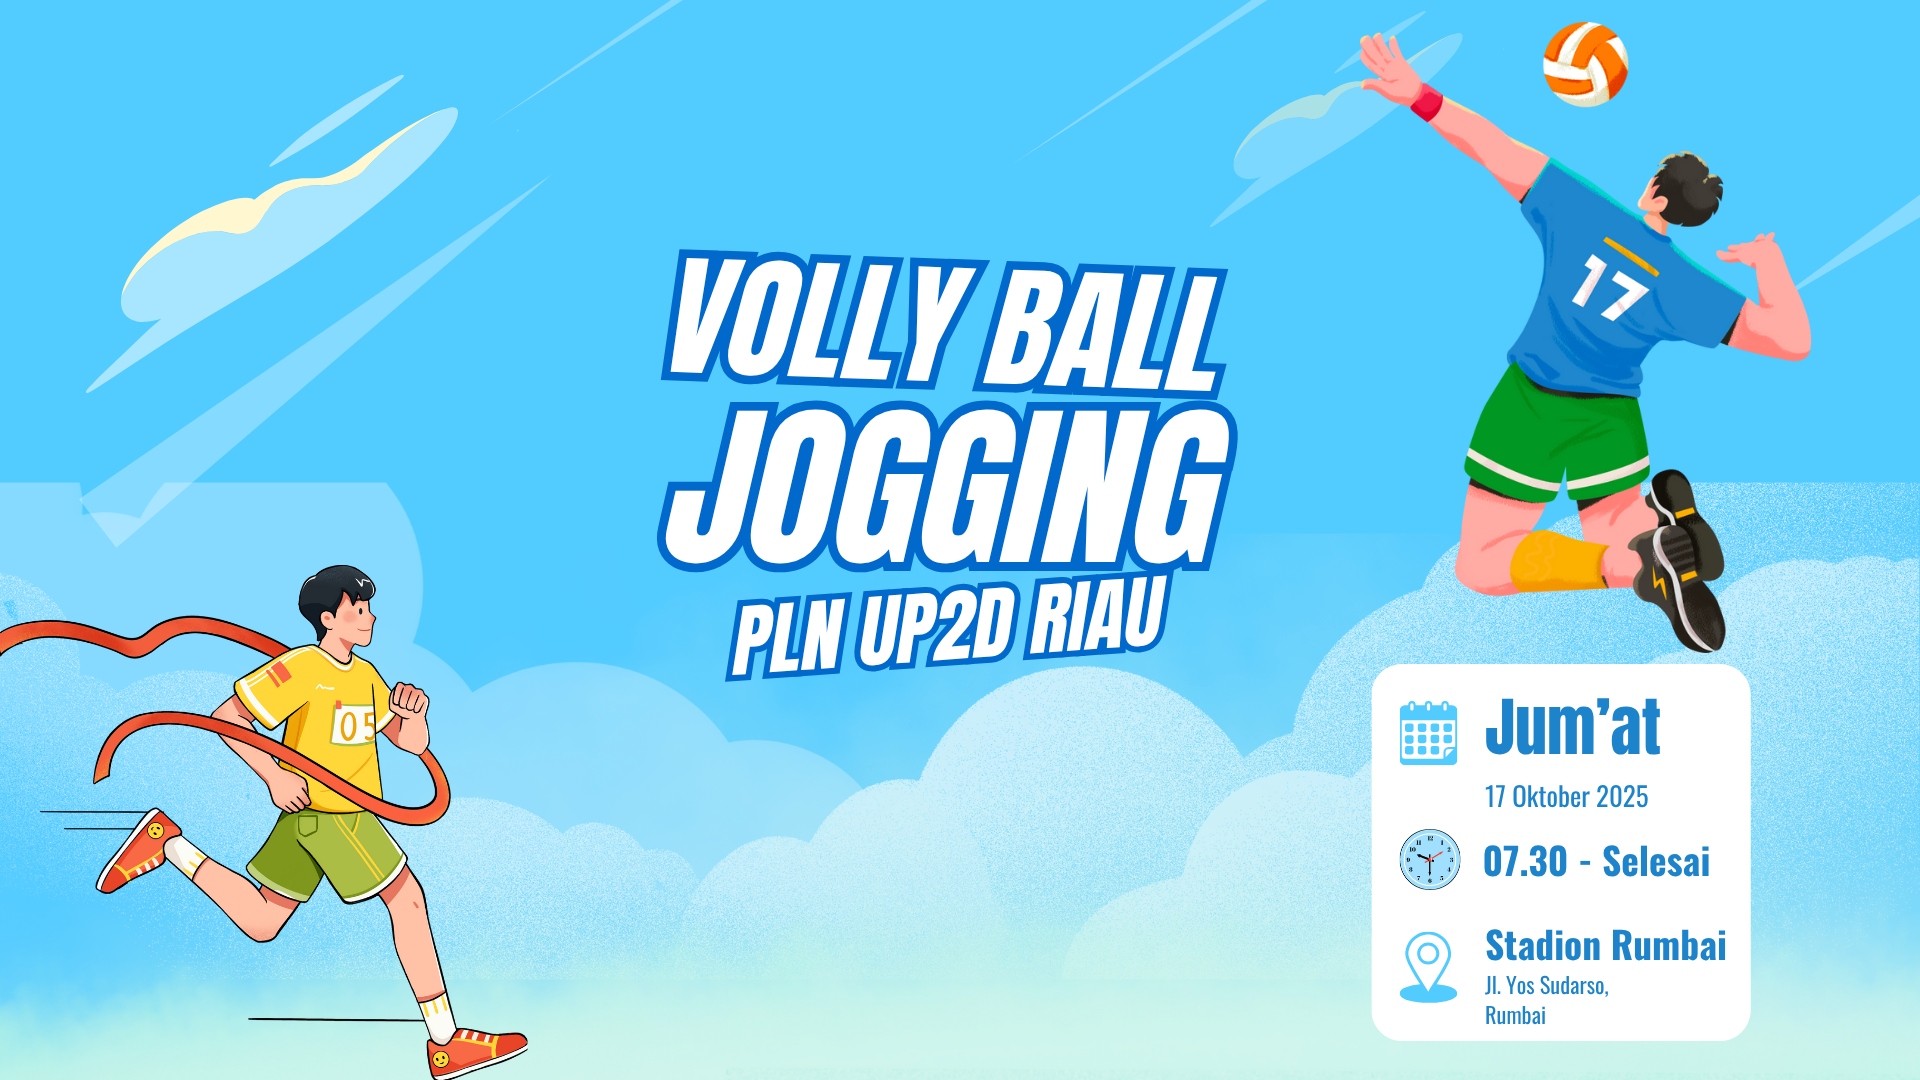 VOLLY BALL
JOGGING
PLN UP2D RIAU
17
05
Jum'at
17 Oktober 2025
07.30 - Selesai
Stadion Rumbai
Jl. Yos Sudarso,
Rumbai